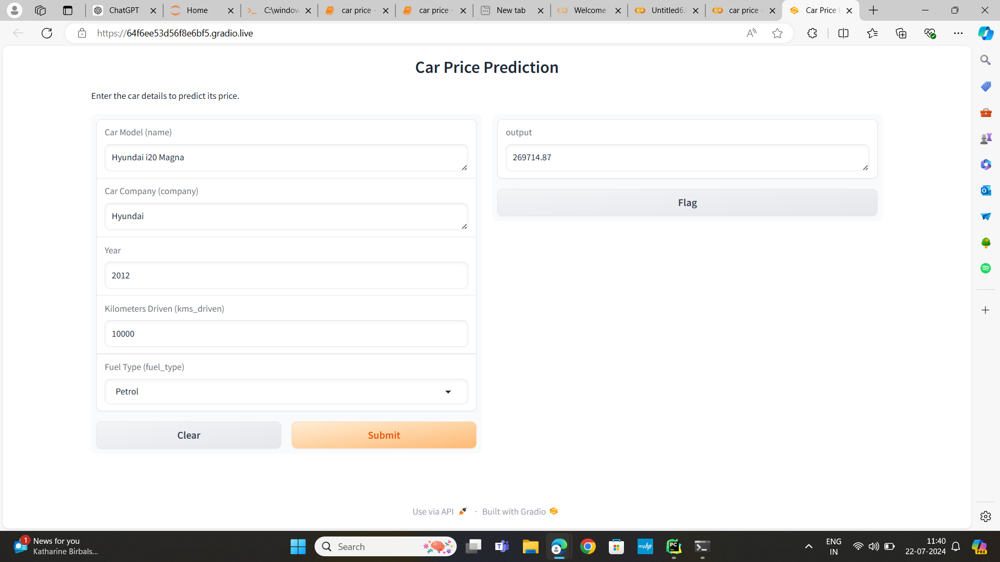 ChatGPT
Home
C:\window
car price -
car price -
New tab
Welcome
Untitled6.i
car price -
Car Price P
https://64f6ee53d56f8e6bf5.gradio.live
Car Price Prediction
Enter the car details to predict its price.
Car Model (name)
Hyundai i20 Magna
Car Company (company)
Hyundai
Year
2012
Kilometers Driven (kms_driven)
10000
Fuel Type (fuel_type)
Petrol
Clear
Submit
output
269714.87
Flag
Use via API · Built with Gradio
1
News for you
Katharine Birbals...
Search
myhp
PC
ENG
IN
11:40
22-07-2024
PRE